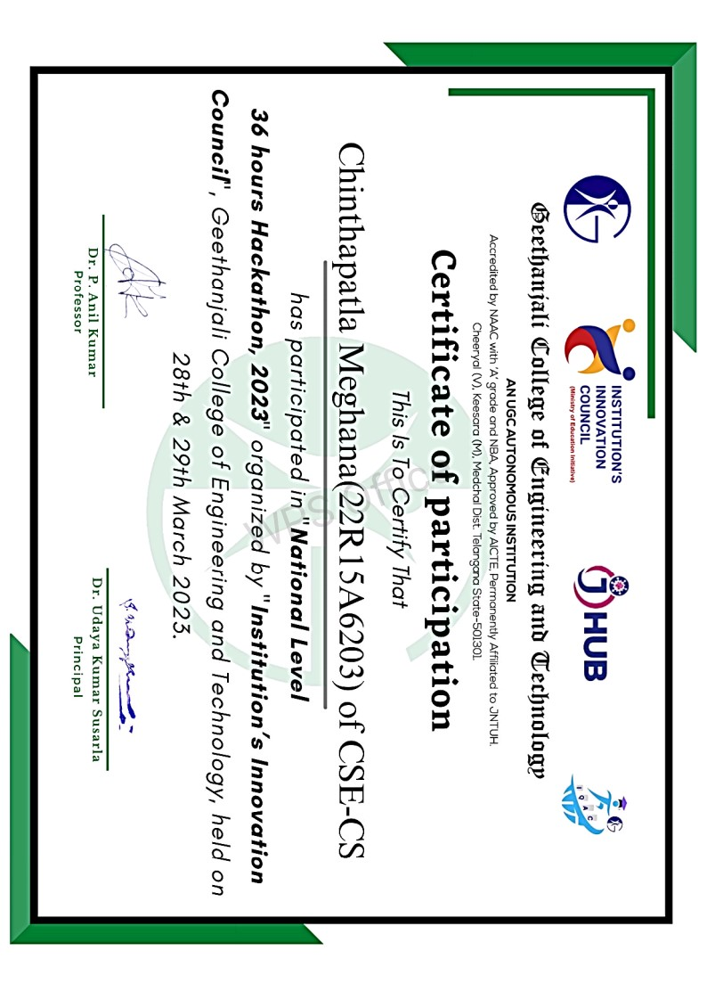 INSTITUTION'S
INNOVATION
COUNCIL
(Ministry of Education Initiative)
J HUB
IQAC
Geethanjali College of Engineering and Technology
AN UGC AUTONOMOUS INSTITUTION
Accredited by NAAC with 'A' grade and NBA, Approved by AICTE, Permanently Affiliated to JNTUH.
Cheeryal (V), Keesara (M), Medchal Dist. Telangana State-501301.
Certificate of participation
This Is To Certify That
Chinthapatla Meghana(22R15A6203) of CSE-CS
has participated in "National Level
36 hours Hackathon, 2023" organized by "Institution's Innovation
Council", Geethanjali College of Engineering and Technology, held on
28th & 29th March 2023.
WPS Office
Dr. P. Anil Kumar
Professor
Dr. Udaya Kumar Susarla
Principal